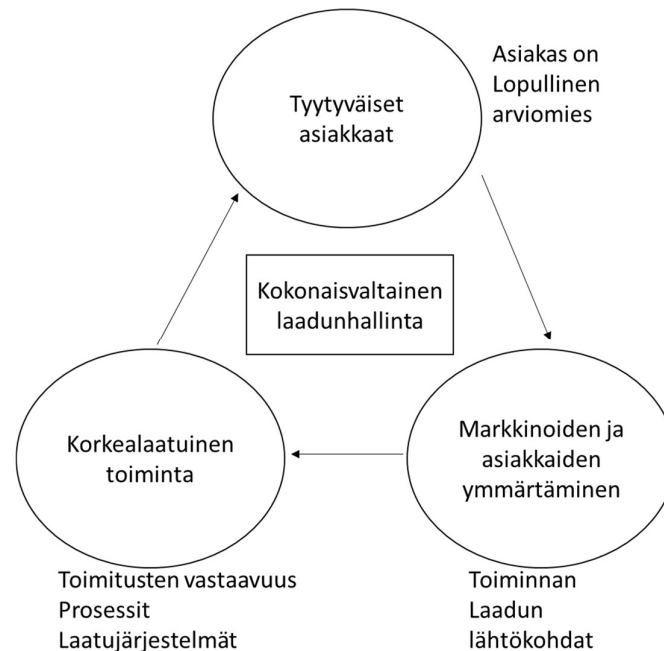 Tyytyväiset
asiakkaat
Asiakas on
Lopullinen
arviomies
Kokonaisvaltainen
laadunhallinta
Korkealaatuinen
toiminta
Markkinoiden ja
asiakkaiden
ymmärtäminen
Toimitusten vastaavuus
Prosessit
Laatujärjestelmät
Toiminnan
Laadun
lähtökohdat